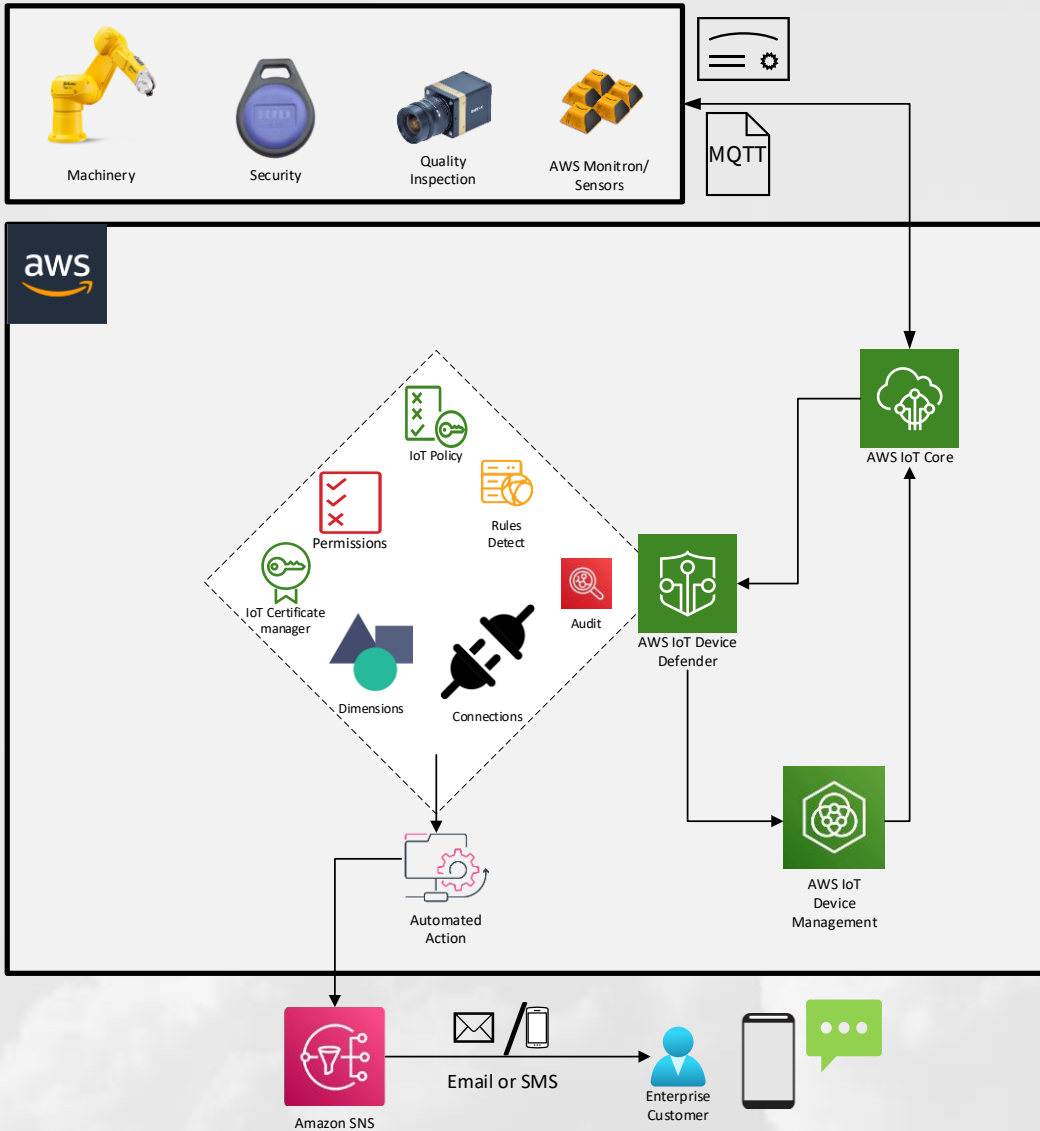 Machinery
Security
Quality
Inspection
AWS Monitron/
Sensors
MQTT
aws
IoT Policy
Rules
Detect
Permissions
IoT Certificate
manager
Audit
Dimensions
Connections
AWS IoT Core
AWS IoT Device
Defender
AWS IoT
Device
Management
Automated
Action
Email or SMS
Enterprise
Customer
Amazon SNS